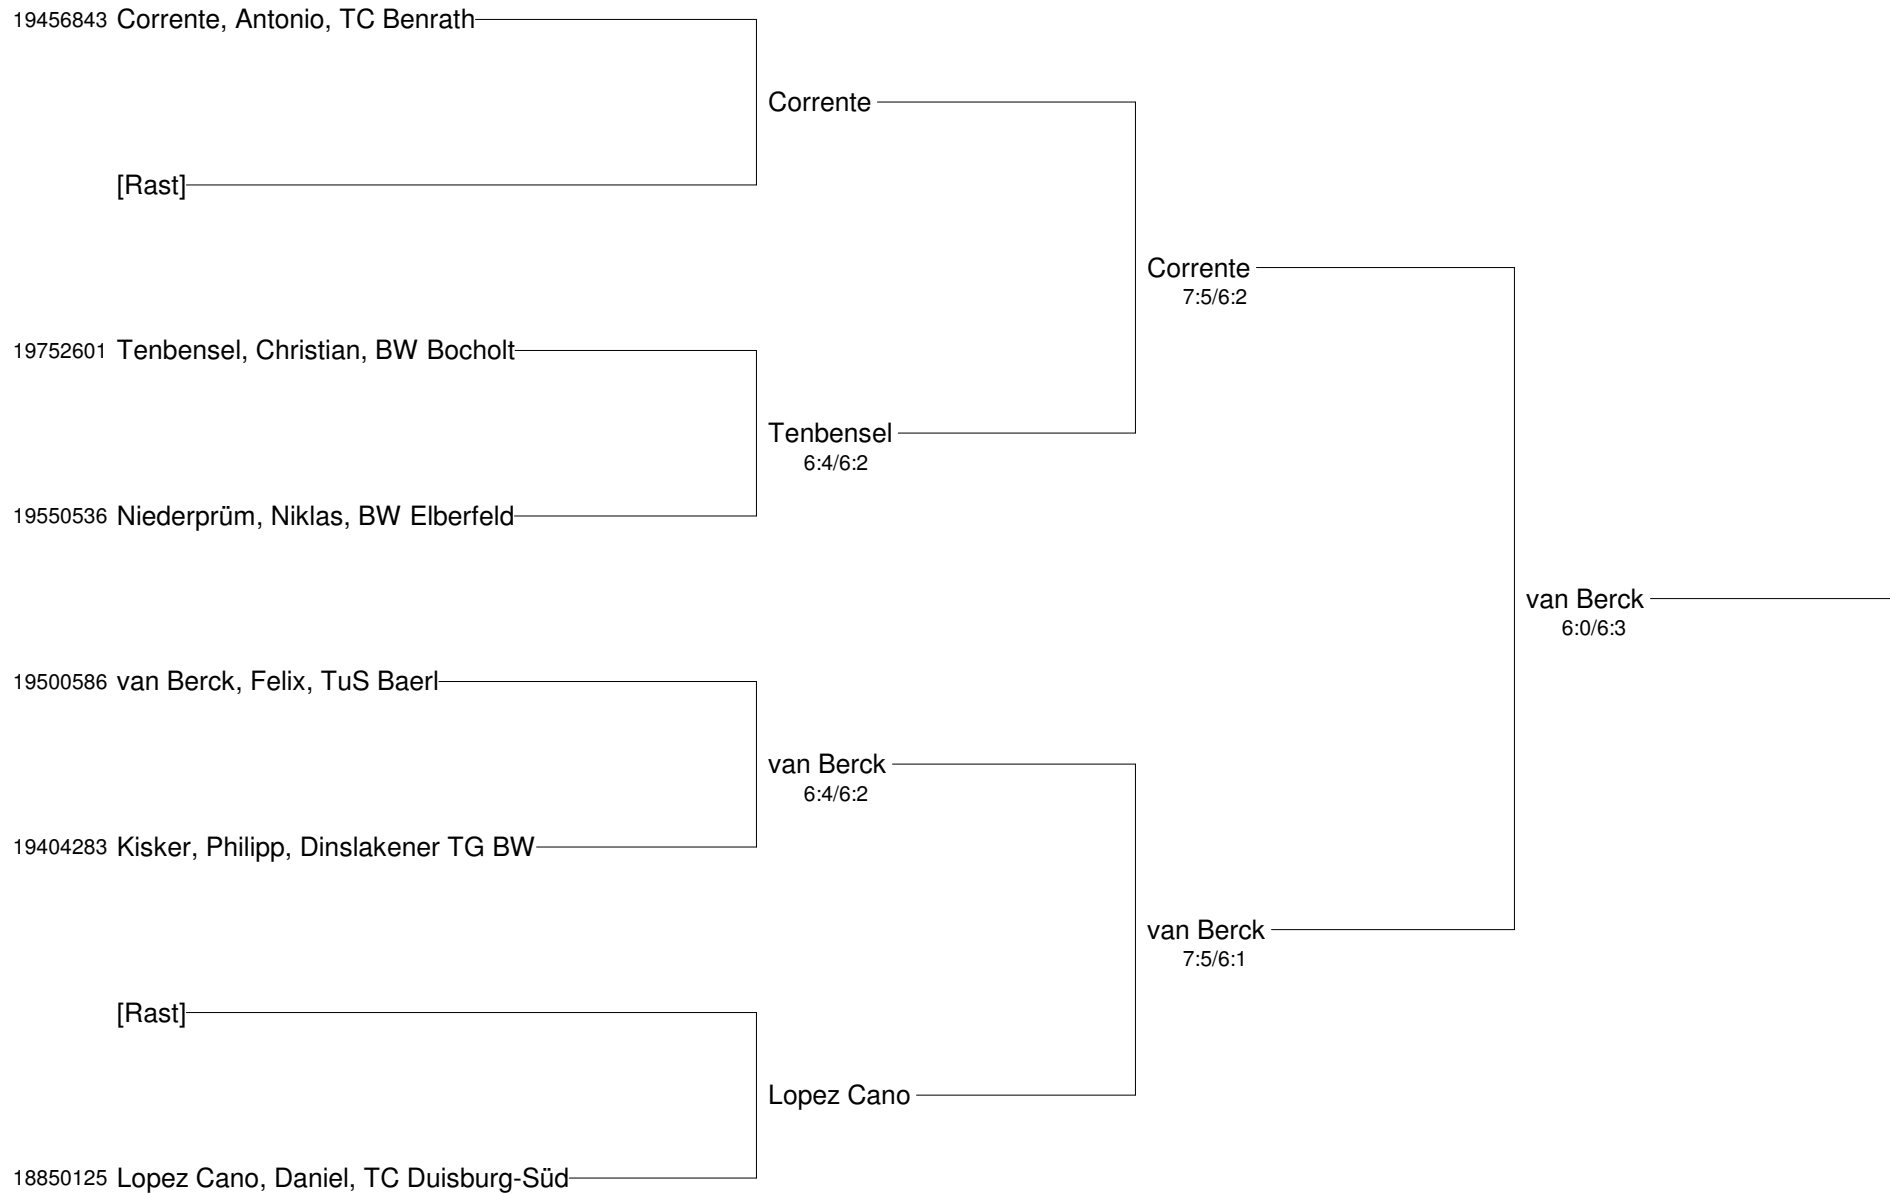 19456843 Corrente, Antonio, TC Benrath
Corrente
[Rast]
Corrente
7:5/6:2
19752601 Tenbensel, Christian, BW Bocholt
Tenbensel
6:4/6:2
19550536 Niederprüm, Niklas, BW Elberfeld
van Berck
6:0/6:3
19500586 van Berck, Felix, TuS Baerl
van Berck
6:4/6:2
19404283 Kisker, Philipp, Dinslakener TG BW
van Berck
7:5/6:1
[Rast]
Lopez Cano
18850125 Lopez Cano, Daniel, TC Duisburg-Süd